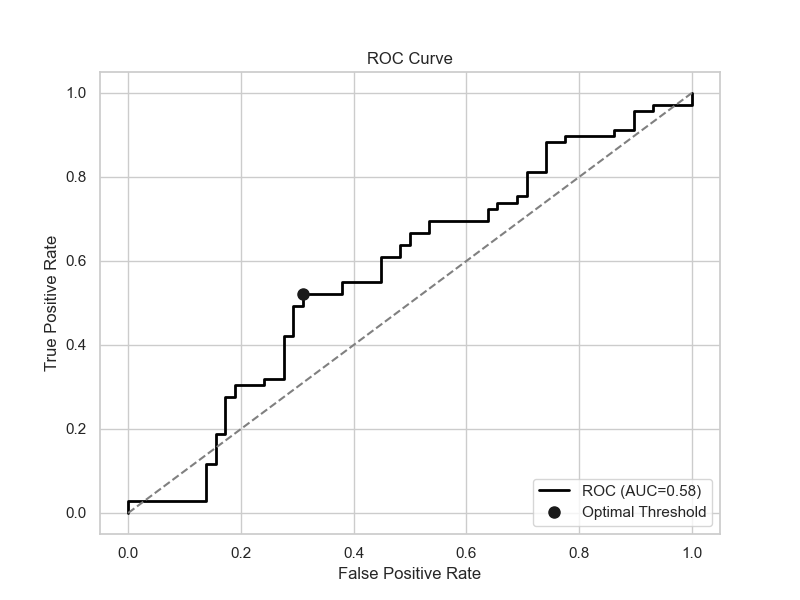 ROC Curve
True Positive Rate
1.0
0.8
0.6
0.4
0.2
0.0
0.0 0.2 0.4 0.6 0.8 1.0
False Positive Rate
ROC (AUC=0.58)
Optimal Threshold